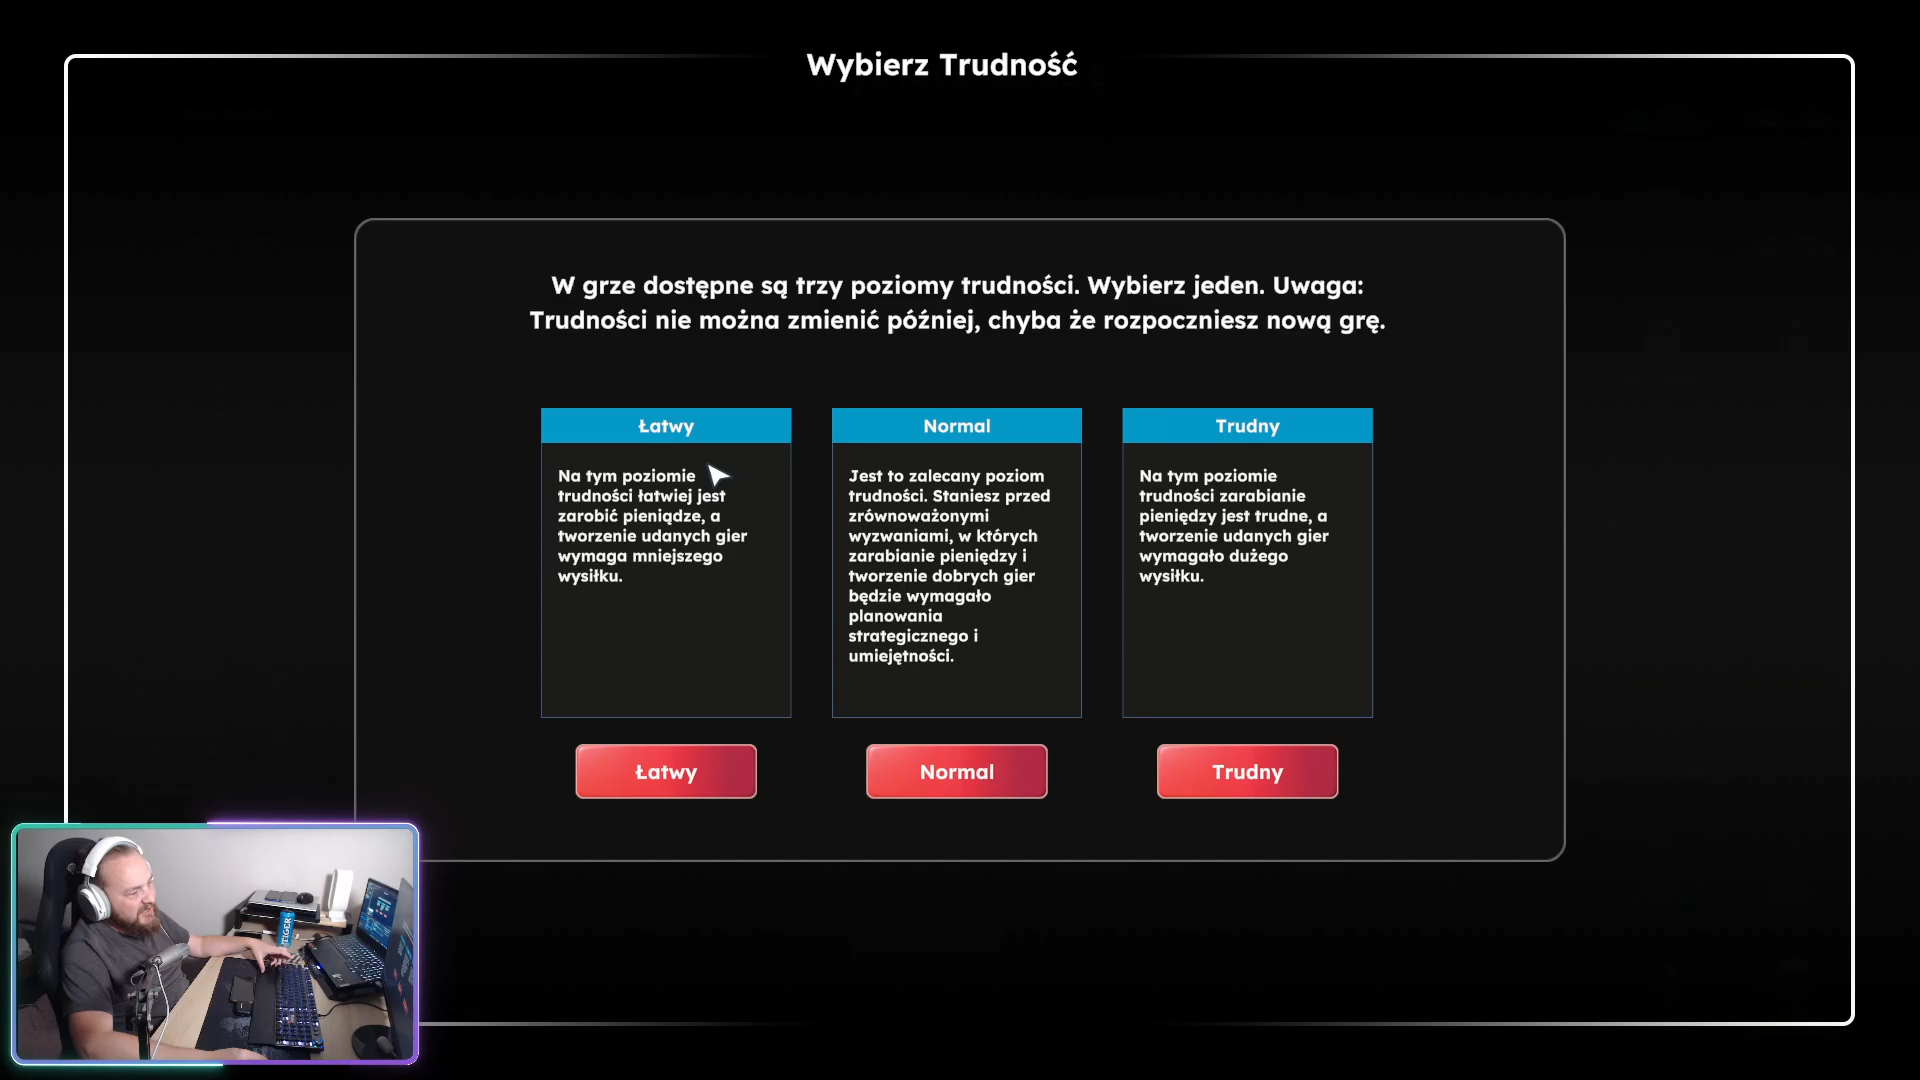 Wybierz Trudność
W grze dostępne są trzy poziomy trudności. Wybierz jeden. Uwaga:
Trudności nie można zmienić później, chyba że rozpoczniesz nową grę.
Łatwy
Na tym poziomie
trudności łatwiej jest
zarobić pieniądze, a
tworzenie udanych gier
wymaga mniejszego
wysiłku.
Łatwy
Normal
Jest to zalecany poziom
trudności. Staniesz przed
zrównoważonymi
wyzwaniami, w których
zarabianie pieniędzy i
tworzenie dobrych gier
będzie wymagało
planowania
strategicznego i
umiejętności.
Normal
Trudny
Na tym poziomie
trudności zarabianie
pieniędzy jest trudne, a
tworzenie udanych gier
wymagało dużego
wysiłku.
Trudny
TIGER